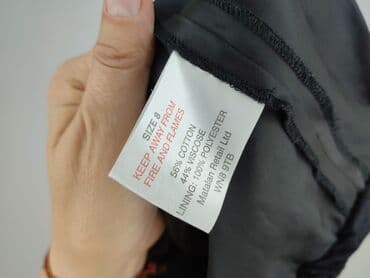 SIZE 8
KEEP AWAY FROM
FIRE AND FLAMES
56% COTTON
44% VISCOSE
LINING: 100% POLYESTER
Matalan Retail Ltd
WN8 9TB